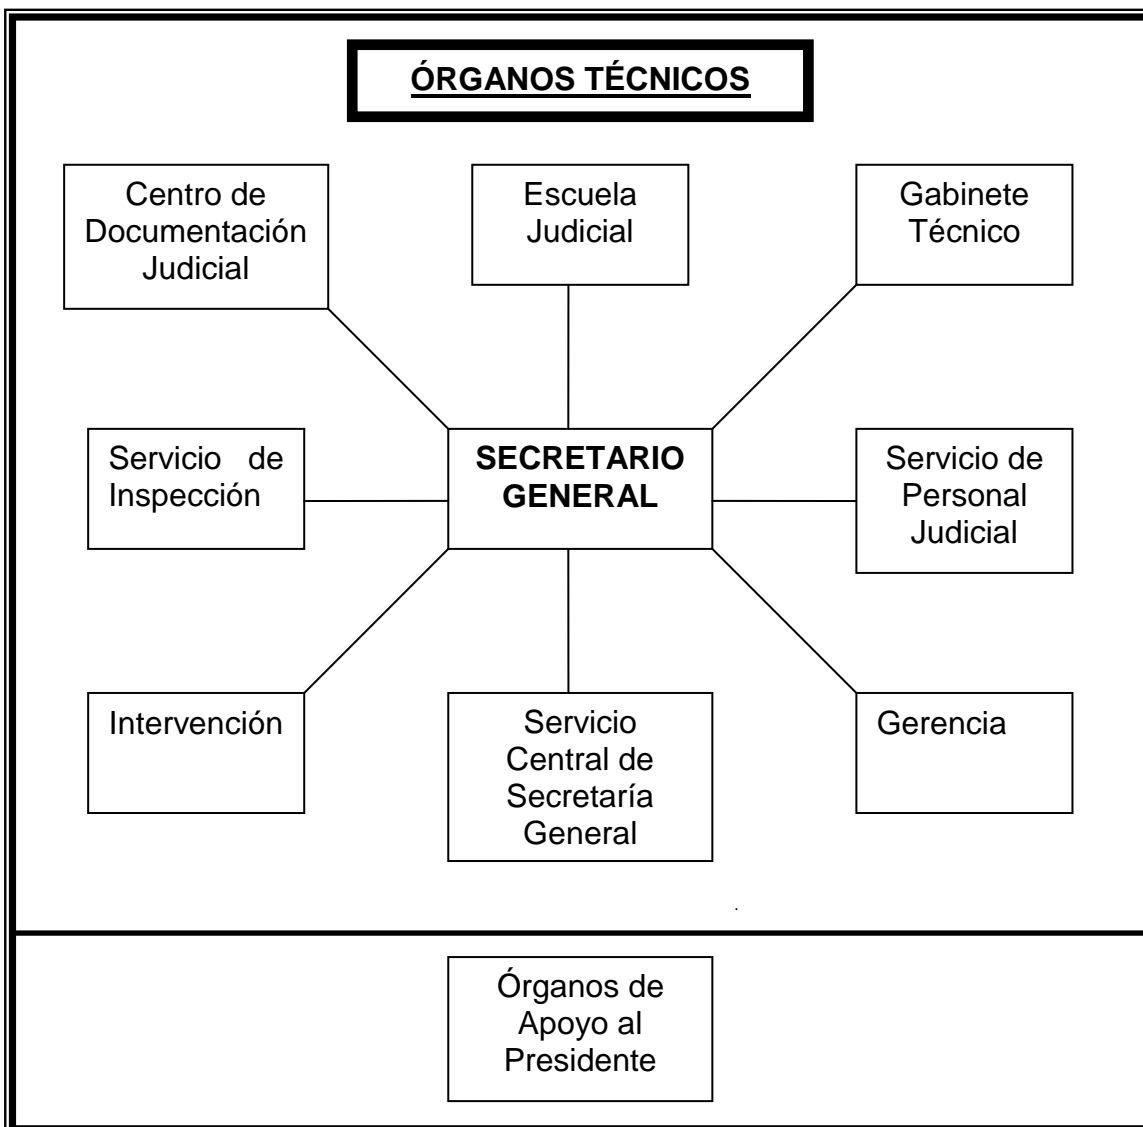 ÓRGANOS TÉCNICOS
Centro de
Documentación
Judicial
Escuela
Judicial
Gabinete
Técnico
Servicio de
Inspección
SECRETARIO
GENERAL
Servicio de
Personal
Judicial
Intervención
Servicio
Central de
Secretaría
General
Gerencia
.
Órganos de
Apoyo al
Presidente